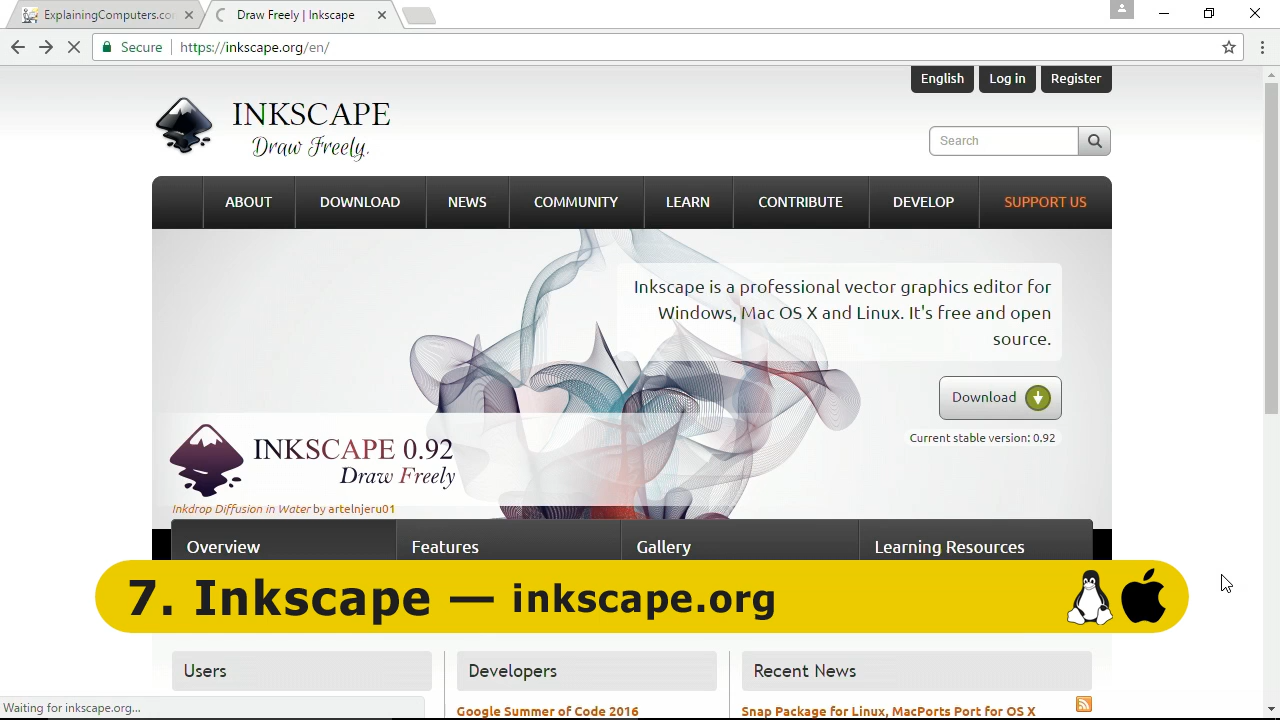 ExplainingComputers.co
Draw Freely | Inkscape
Secure
https://inkscape.org/en/
English
Log in
Register
INKSCAPE
Draw Freely.
Search
ABOUT
DOWNLOAD
NEWS
COMMUNITY
LEARN
CONTRIBUTE
DEVELOP
SUPPORT US
Inkscape is a professional vector graphics editor for
Windows, Mac OS X and Linux. It's free and open
source.
Download
Current stable version: 0.92
INKSCAPE 0.92
Draw Freely
Inkdrop Diffusion in Water by artelnjeru01
Overview
Features
Gallery
Learning Resources
7. Inkscape — inkscape.org
Users
Developers
Recent News
Google Summer of Code 2016
Snap Package for Linux, MacPorts Port for OS X
Waiting for inkscape.org...